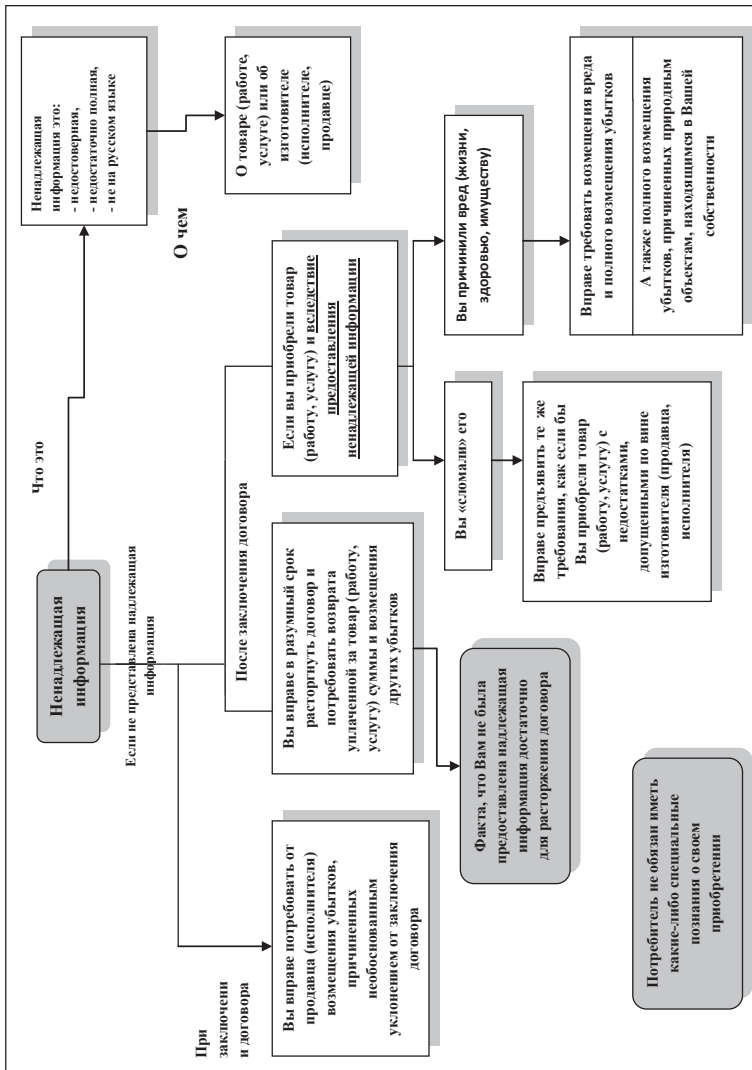 Ненадлежащая
информация
Что это
Ненадлежащая
информация это:
- недостоверная,
- недостаточно полная,
- не на русском языке
О чем
О товаре (работе,
услуге) или об
изготовителе
(исполнителе,
продавце)
Если не представлена надлежащая
информация
При
заключени
и договора
Вы вправе потребовать от
продавца (исполнителя)
возмещения убытков,
причиненных
необоснованным
уклонением от заключения
договора
После заключения договора
Вы вправе в разумный срок
расторгнуть договор и
потребовать возврата
уплаченной за товар (работу,
услугу) суммы и возмещения
других убытков
Факта, что Вам не была
предоставлена надлежащая
информация достаточно
для расторжения договора
Если вы приобрели товар
(работу, услугу) и вследствие
предоставления
ненадлежащей информации
Вы «сломали» его
Вправе предъявить те же
требования, как если бы
Вы приобрели товар
(работу, услугу) с
недостатками,
допущенными по вине
изготовителя (продавца,
исполнителя)
Вы причинили вред (жизни,
здоровью, имуществу)
Вправе требовать возмещения вреда
и полного возмещения убытков
А также полного возмещения
убытков, причиненных природным
объектам, находящимся в Вашей
собственности
Потребитель не обязан иметь
какие-либо специальные
познания о своем
приобретении